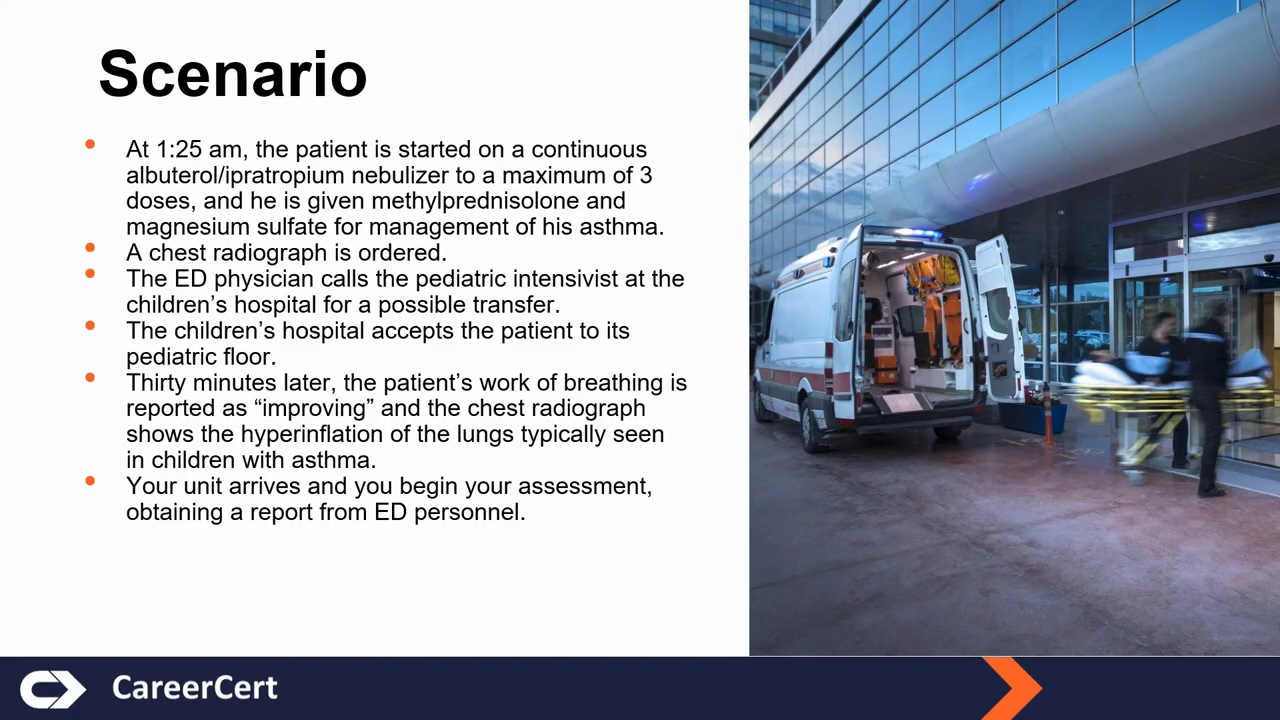 Scenario
• At 1:25 am, the patient is started on a continuous
albuterol/ipratropium nebulizer to a maximum of 3
doses, and he is given methylprednisolone and
magnesium sulfate for management of his asthma.
• A chest radiograph is ordered.
• The ED physician calls the pediatric intensivist at the
children’s hospital for a possible transfer.
• The children’s hospital accepts the patient to its
pediatric floor.
• Thirty minutes later, the patient’s work of breathing is
reported as “improving” and the chest radiograph
shows the hyperinflation of the lungs typically seen
in children with asthma.
• Your unit arrives and you begin your assessment,
obtaining a report from ED personnel.
CareerCert